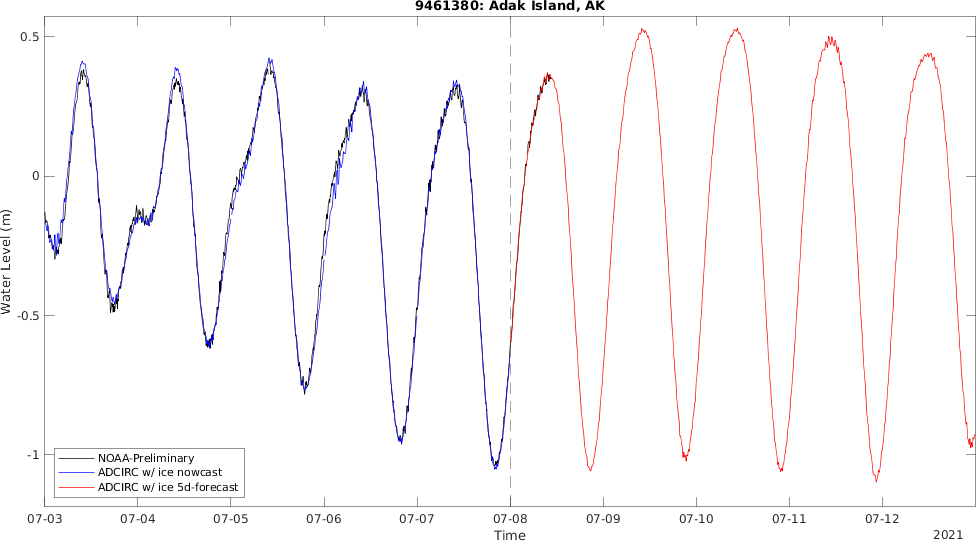 9461380: Adak Island, AK
0.5
0
-0.5
-1
Water Level (m)
NOAA-Preliminary
ADCIRC w/ ice nowcast
ADCIRC w/ ice 5d-forecast
07-03 07-04 07-05 07-06 07-07 07-08 07-09 07-10 07-11 07-12
Time
2021